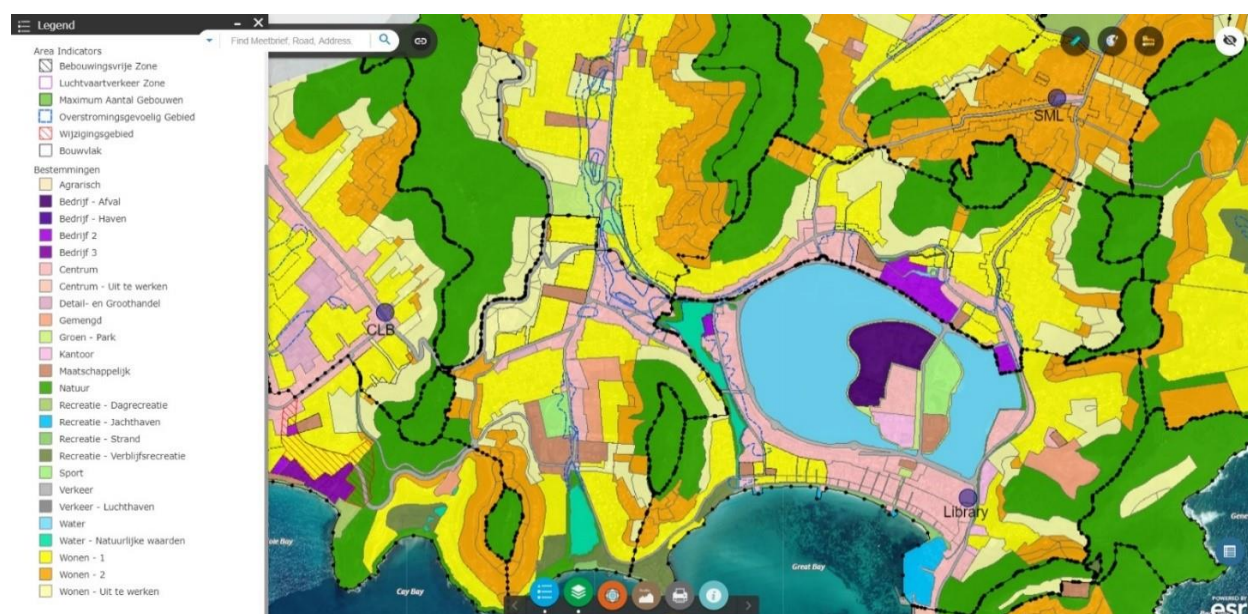 Legend
Area Indicators
Bebouwingsvrije Zone
Luchtvaartverkeer Zone
Maximum Aantal Gebouwen
Overstromingsgevoelig Gebied
Wijzigingsgebied
Bouwvlak
Bestemmingen
Agrarisch
Bedrijf - Afval
Bedrijf - Haven
Bedrijf 2
Bedrijf 3
Centrum
Centrum - Uit te werken
Detail- en Groothandel
Gemengd
Groen - Park
Kantoor
Maatschappelijk
Natuur
Recreatie - Dagrecreatie
Recreatie - Jachthaven
Recreatie - Strand
Recreatie - Verblijfsrecreatie
Sport
Verkeer
Verkeer - Luchthaven
Water
Water - Natuurlijke waarden
Wonen - 1
Wonen - 2
Wonen - Uit te werken
Find Meetbrief, Road, Address,
SML
CLB
Library
Bay
Cay Bay
Great Bay
POWERED BY
esri